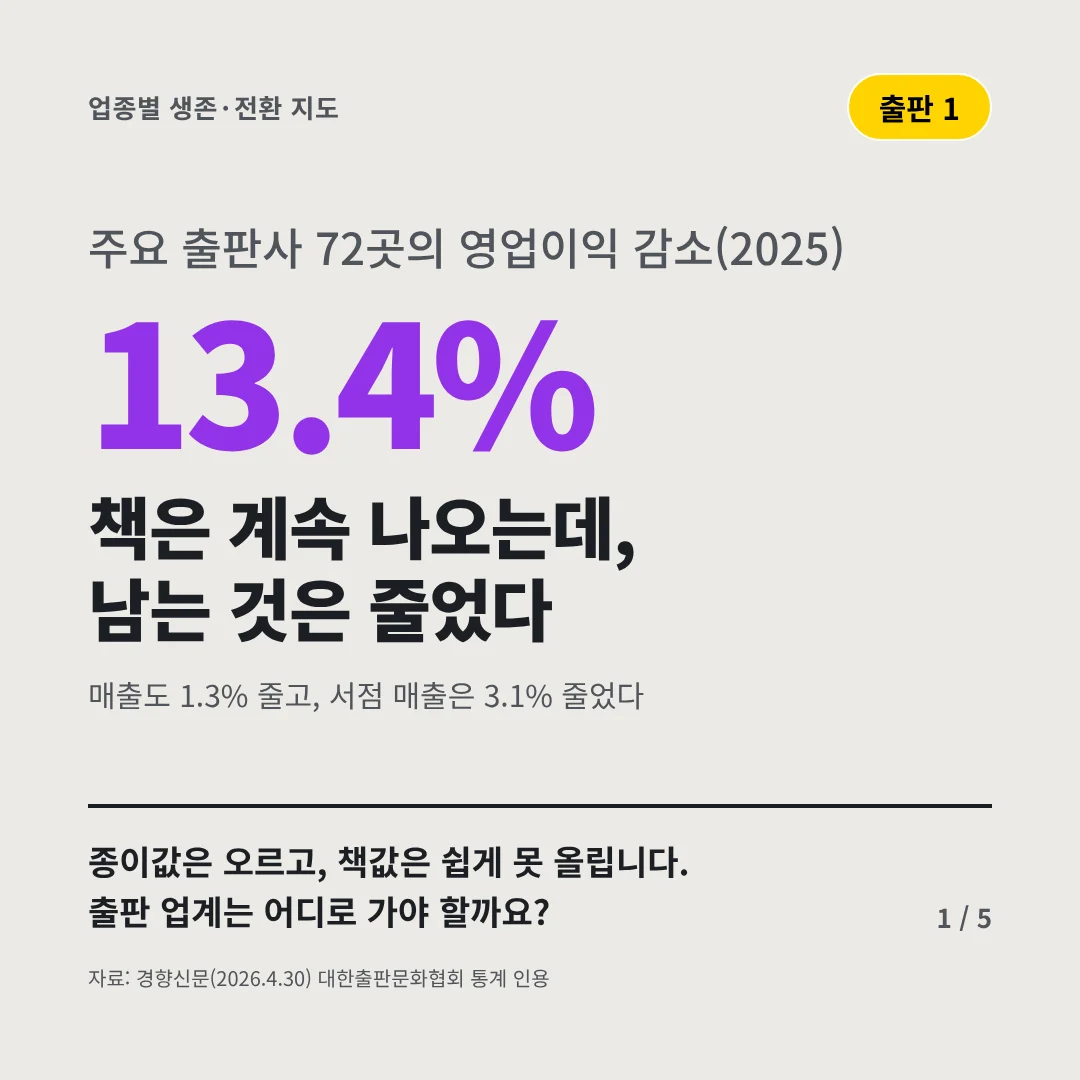 업종별 생존·전환 지도
출판 1
주요 출판사 72곳의 영업이익 감소(2025)
13.4%
책은 계속 나오는데,
남는 것은 줄었다
매출도 1.3% 줄고, 서점 매출은 3.1% 줄었다
종이값은 오르고, 책값은 쉽게 못 올립니다.
출판 업계는 어디로 가야 할까요?
1 / 5
자료: 경향신문(2026.4.30) 대한출판문화협회 통계 인용